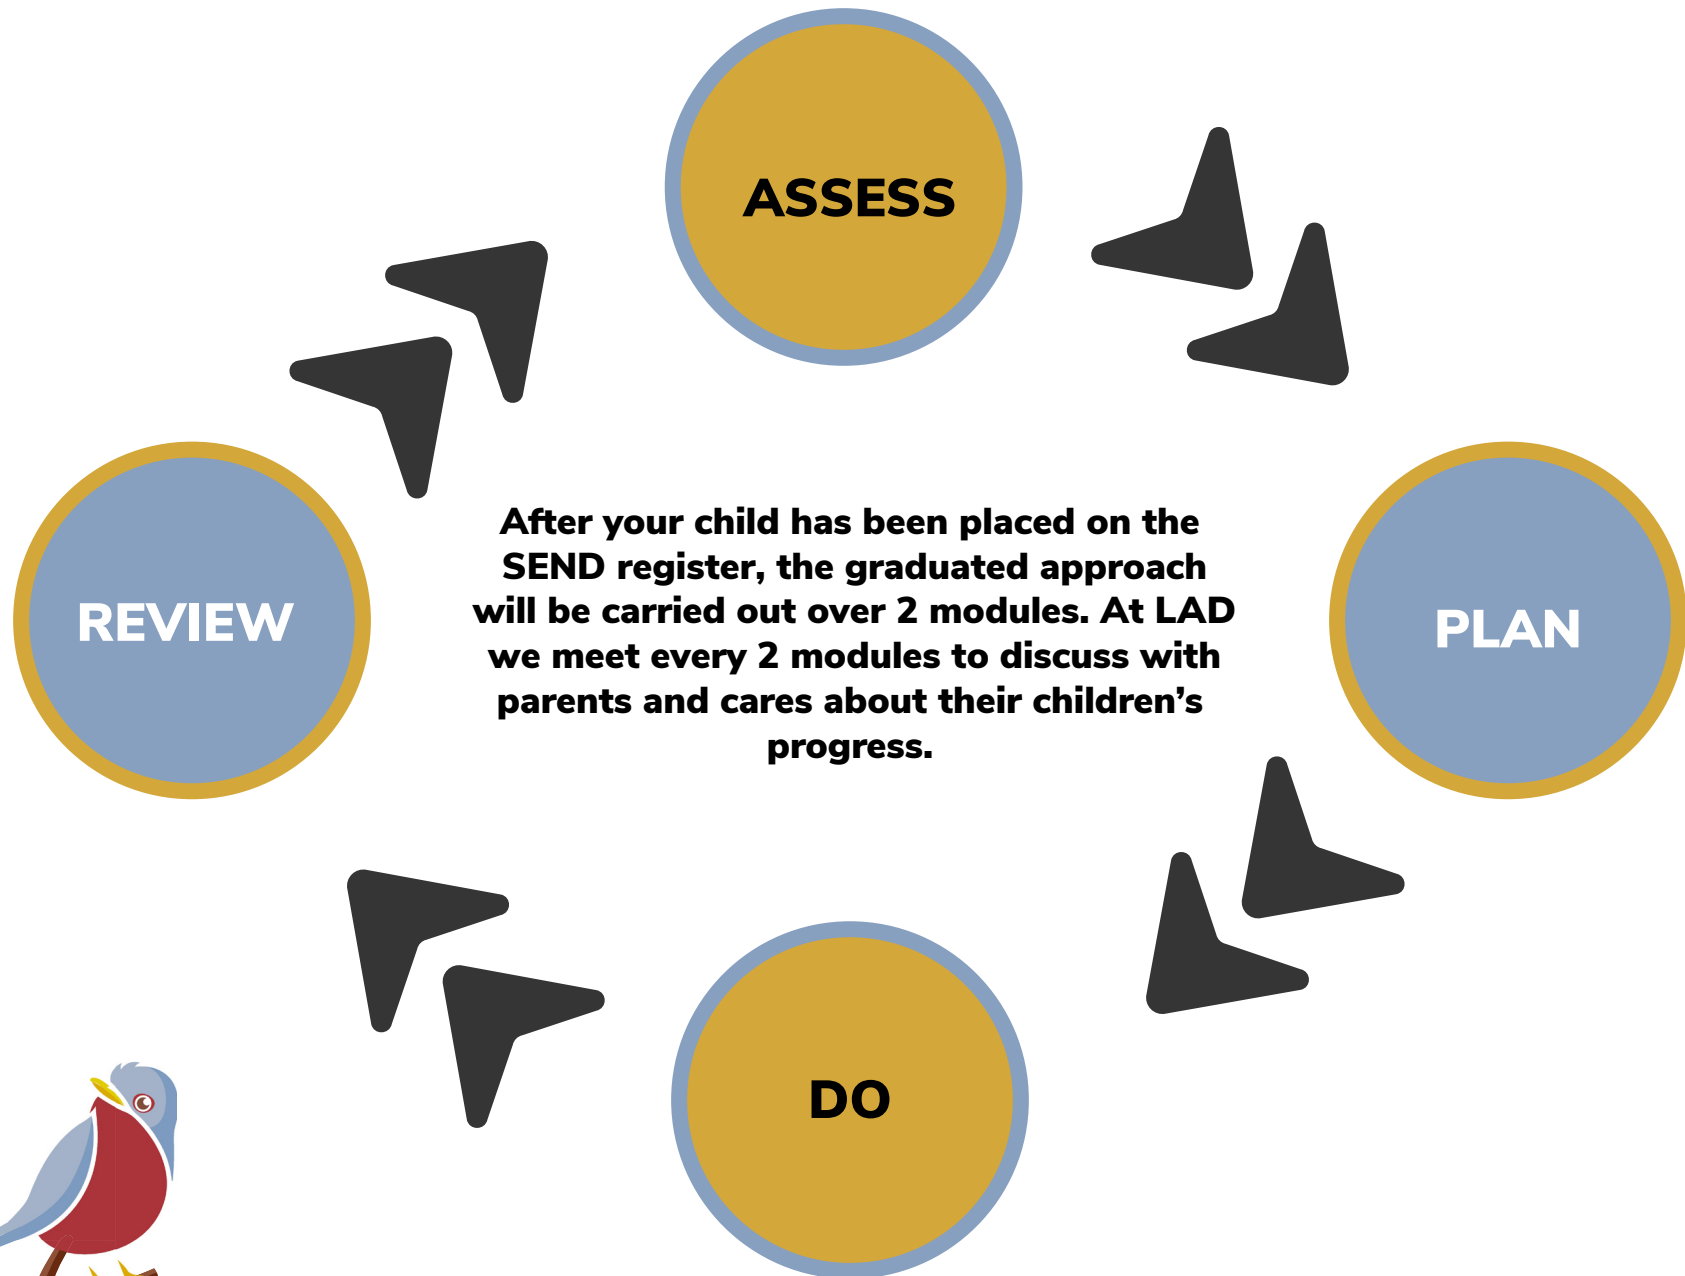 ASSESS
After your child has been placed on the
SEND register, the graduated approach
will be carried out over 2 modules. At LAD
we meet every 2 modules to discuss with
parents and cares about their children’s
progress.
REVIEW
PLAN
DO